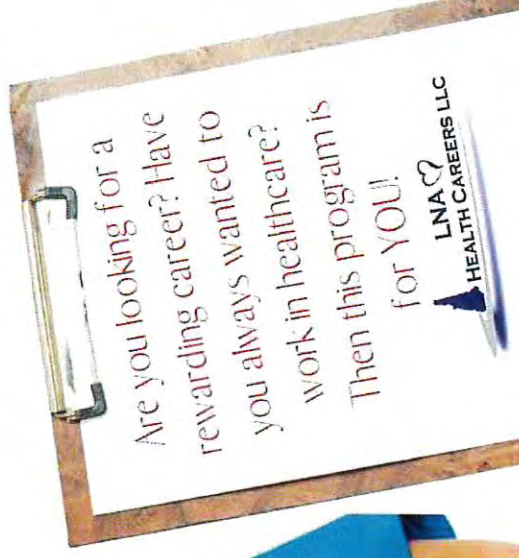 Are you looking for a
rewarding career? Have
you always wanted to
work in healthcare?
Then this program is
for YOU!
LNA
HEALTH CAREERS LLC